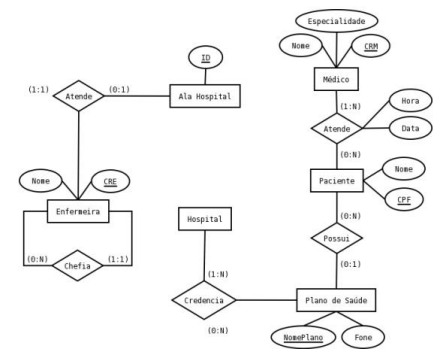 Especialidade
Nome
CRM
Médico
ID
(1:1)
Atende
(0:1)
Ala Hospital
(1:N)
Hora
Atende
Data
(0:N)
Nome
Paciente
CPF
Nome
CRE
Enfermeira
Hospital
(0:N)
Possui
(0:N)
Chefia
(1:1)
(0:1)
(1:N)
Credencia
Plano de Saúde
(0:N)
NomePlano
Fone